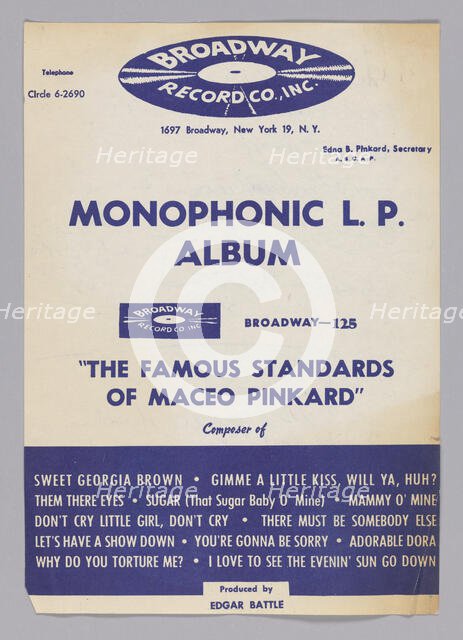 BROADWAY
RECORD CO., INC.
Telephone
CIrcle 6-2690
1697 Broadway, New York 19, N. Y.
Edna B. Pinkard, Secretary
A. S. C. A. P.
MONOPHONIC L. P.
ALBUM
BROADWAY
RECORD CO. INC.
BROADWAY—125
"THE FAMOUS STANDARDS
OF MACEO PINKARD"
Composer of
SWEET GEORGIA BROWN • GIMME A LITTLE KISS, WILL YA, HUH?
THEM THERE EYES • SUGAR (That Sugar Baby O' Mine) • MAMMY O' MINE
DON'T CRY LITTLE GIRL, DON'T CRY • THERE MUST BE SOMEBODY ELSE
LET'S HAVE A SHOW DOWN • YOU'RE GONNA BE SORRY • ADORABLE DORA
WHY DO YOU TORTURE ME? • I LOVE TO SEE THE EVENIN' SUN GO DOWN
Produced by
EDGAR BATTLE
Heritage
Heritage
Heritage
Heritage
Heritage
Heritage
Heritage
Heritage